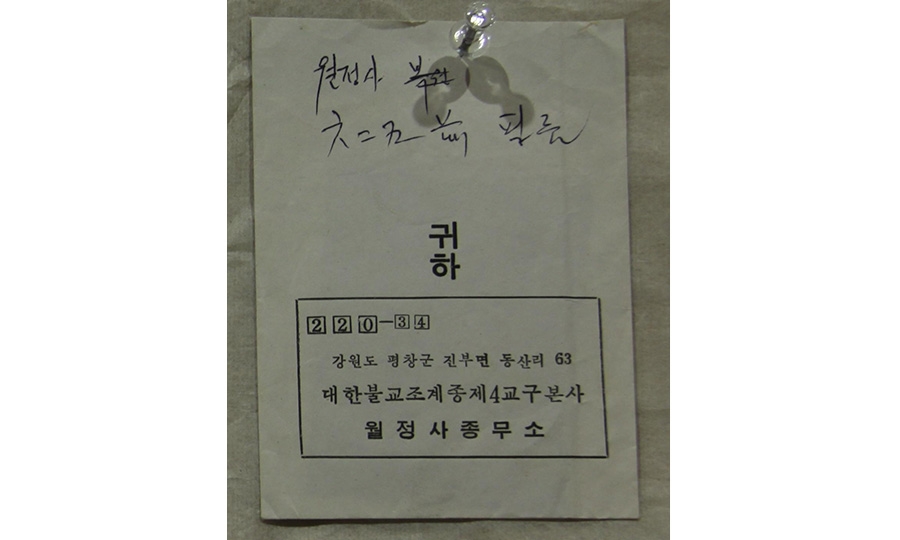 월정사
필름
귀
하
220-34
강원도 평창군 진부면 동산리 63
대한불교조계종제4교구본사
월정사종무소